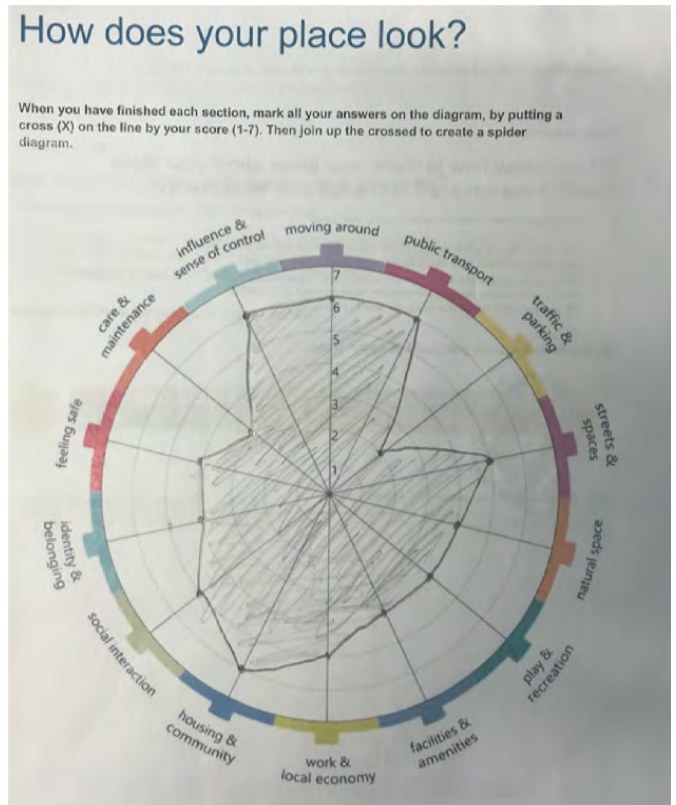 How does your place look?
When you have finished each section, mark all your answers on the diagram, by putting a
cross (X) on the line by your score (1-7). Then join up the crossed to create a spider
diagram.
influence &
sense of control
moving around
public transport
traffic &
parking
streets &
spaces
natural space
play &
recreation
facilities &
amenities
work &
local economy
housing &
community
social interaction
identity &
belonging
feeling safe
care &
maintenance
7
6
5
4
3
2
1